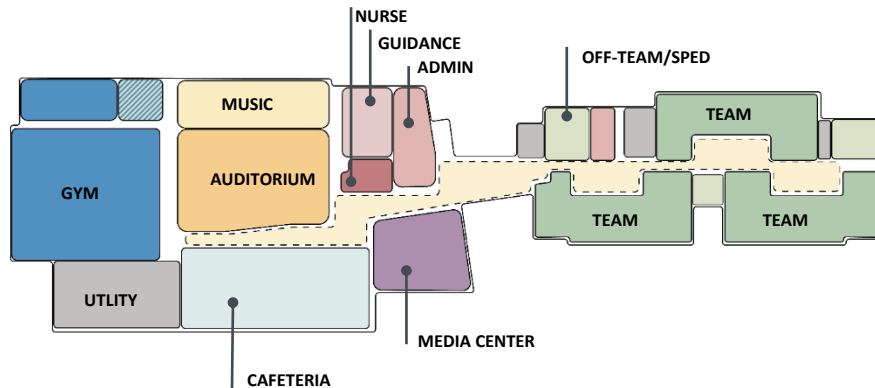 NURSE
GUIDANCE
ADMIN
OFF-TEAM/SPED
MUSIC
TEAM
AUDITORIUM
GYM
TEAM
TEAM
UTLITY
MEDIA CENTER
CAFETERIA